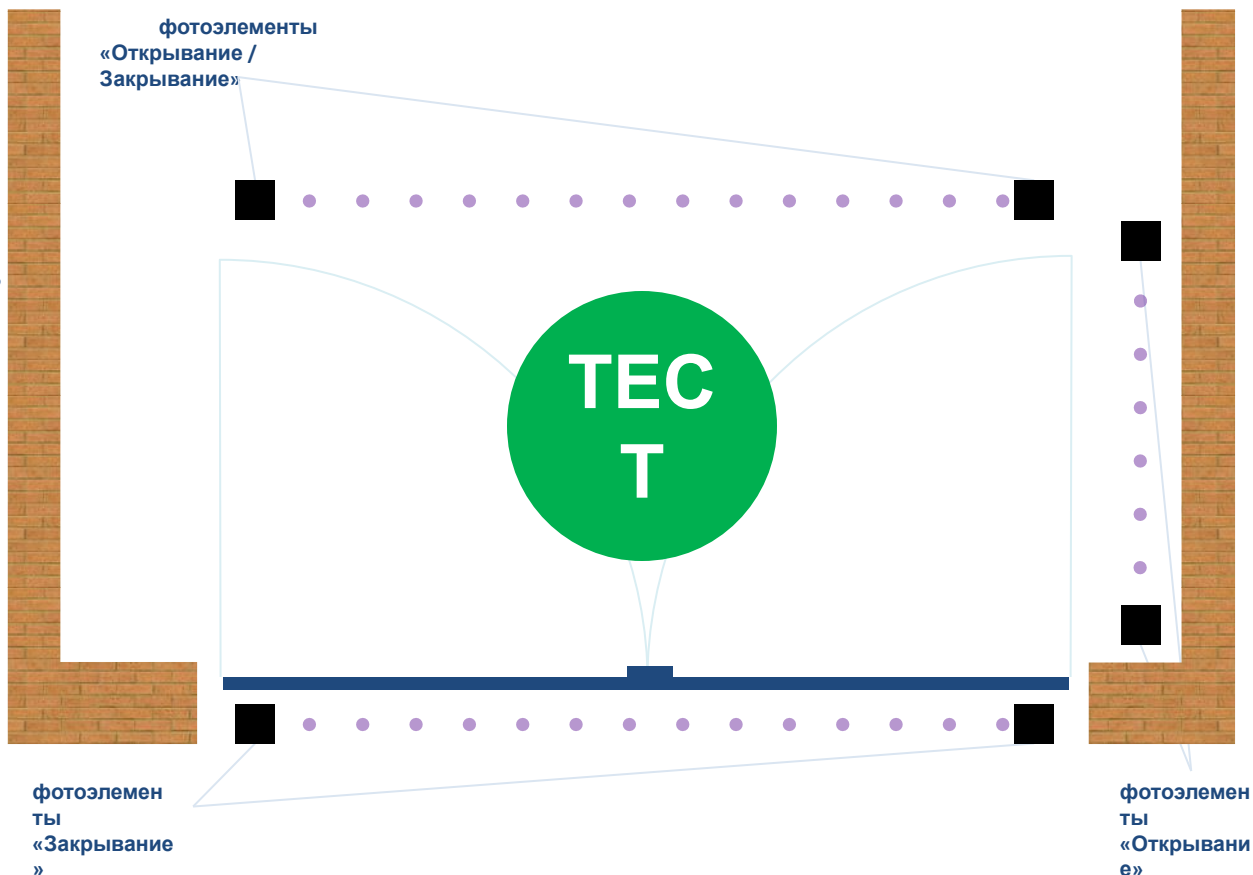 фотоэлементы
«Открывание /
Закрывание»
ТЕС
Т
фотоэлемен
ты
«Закрывание
»
фотоэлемен
ты
«Открывани
е»